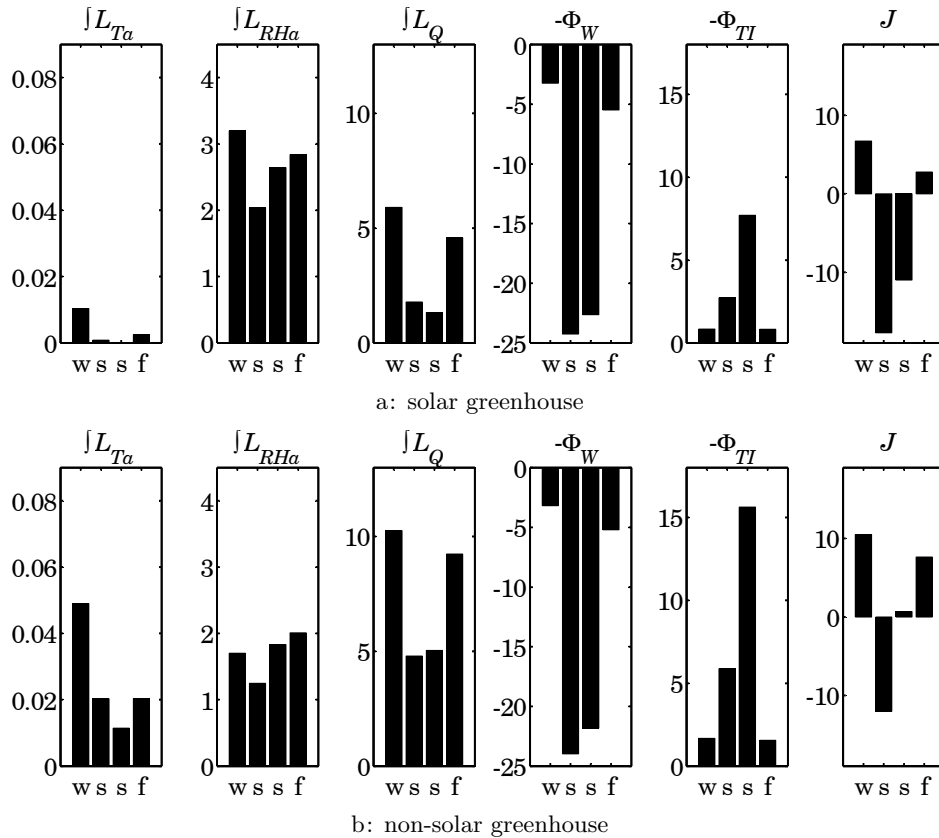 ∫L_Ta ∫L_RHa ∫L_Q -Φ_W -Φ_TI J
0.08 0.06 0.04 0.02 0
4 3 2 1 0
10 5 0
0 -5 -10 -15 -20 -25
15 10 5 0
10 0 -10
w s s f w s s f w s s f w s s f w s s f w s s f
a: solar greenhouse
∫L_Ta ∫L_RHa ∫L_Q -Φ_W -Φ_TI J
0.08 0.06 0.04 0.02 0
4 3 2 1 0
10 5 0
0 -5 -10 -15 -20 -25
15 10 5 0
10 0 -10
w s s f w s s f w s s f w s s f w s s f w s s f
b: non-solar greenhouse